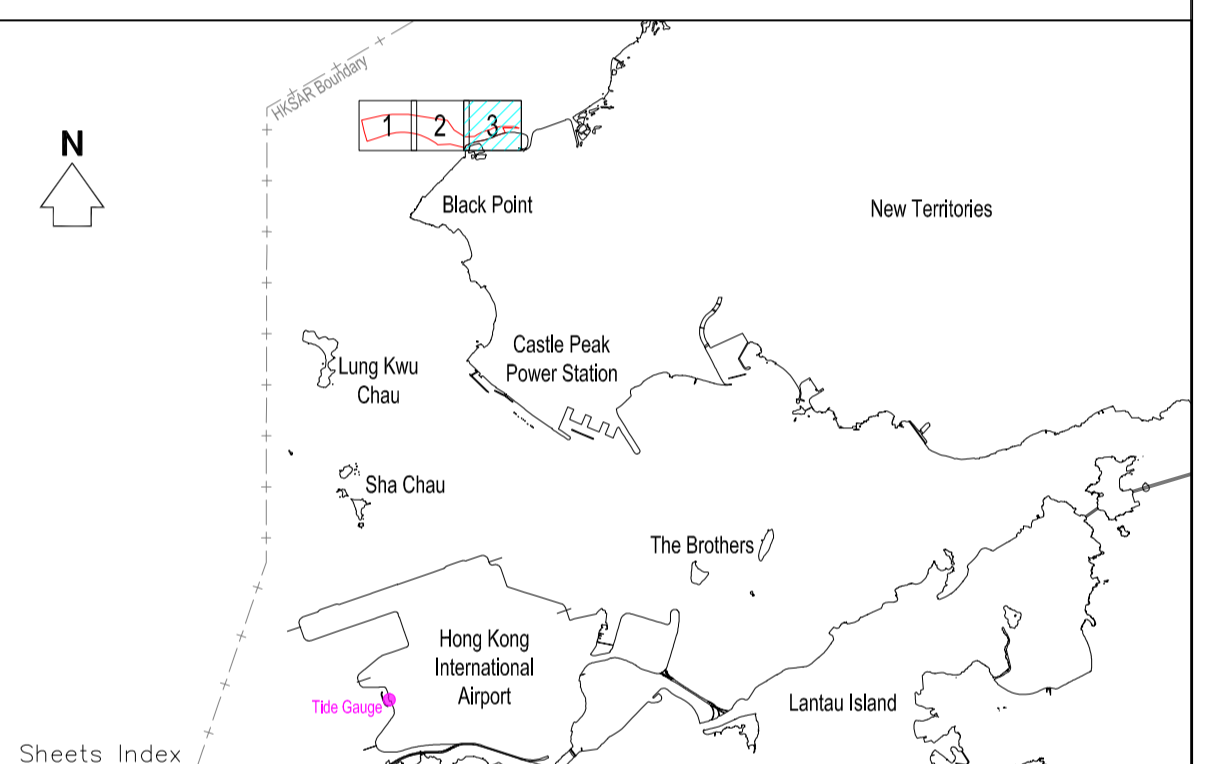 HKSAR Boundary
1 2 3
N
Black Point
New Territories
Castle Peak
Power Station
Lung Kwu
Chau
Sha Chau
The Brothers
Hong Kong
International
Airport
Tide Gauge
Lantau Island
Sheets Index